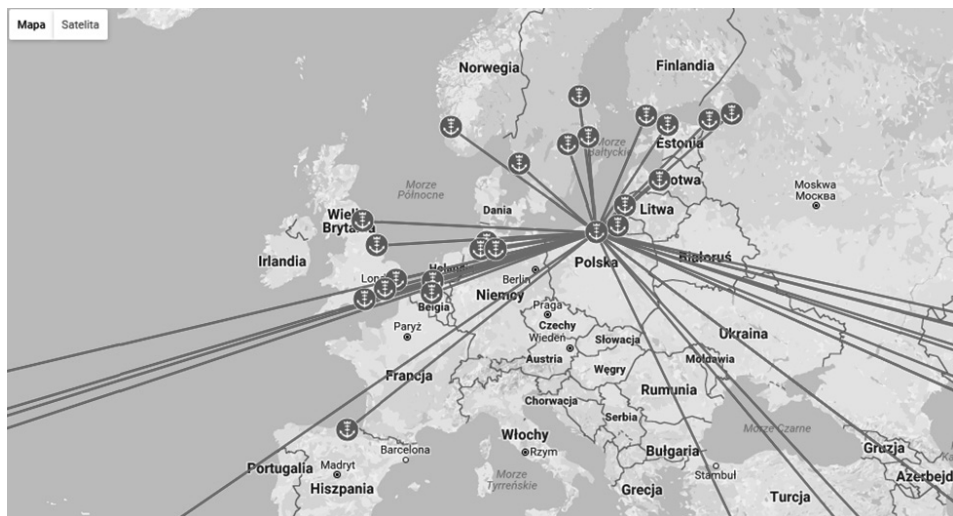 Mapa
Satelita
Norwegia
Finlandia
Morze
Bałtyckie
Estonia
Morze
Północne
Moskwa
Москва
Dania
Litwa
Irlandia
Białoruś
Polska
Berlin
Niemcy
Belgia
Praga
Czechy
Wiedeń
Słowacja
Ukraina
Paryż
Francja
Austria
Węgry
Mołdawia
Rumunia
Chorwacja
Serbia
Morze Czarne
Włochy
Bułgaria
Gruzja
Barcelona
Rzym
Portugalia
Madryt
Hiszpania
Morze
Tyrreńskie
Stambuł
Azerbejd
Grecja
Turcja